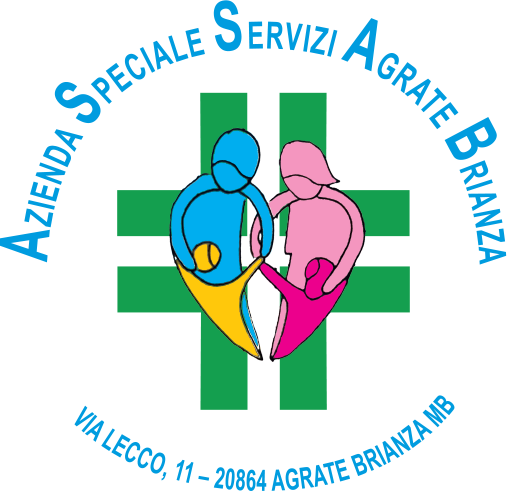 AZIENDA SPECIALE SERVIZI AGRATE BRIANZA
VIA LECCO, 11 – 20864 AGRATE BRIANZA MB